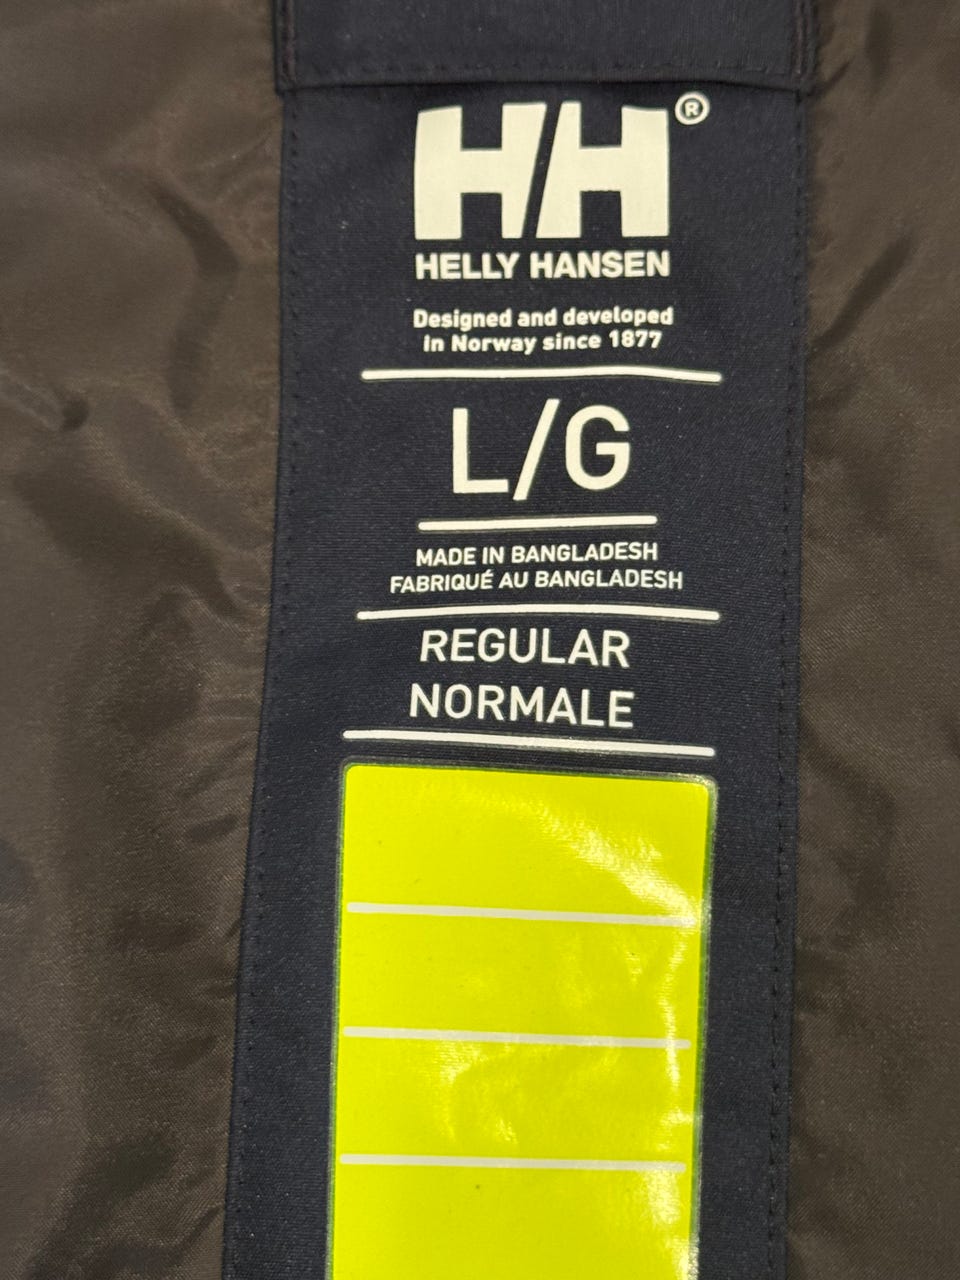 HH®
HELLY HANSEN
Designed and developed
in Norway since 1877
L/G
MADE IN BANGLADESH
FABRIQUÉ AU BANGLADESH
REGULAR
NORMALE